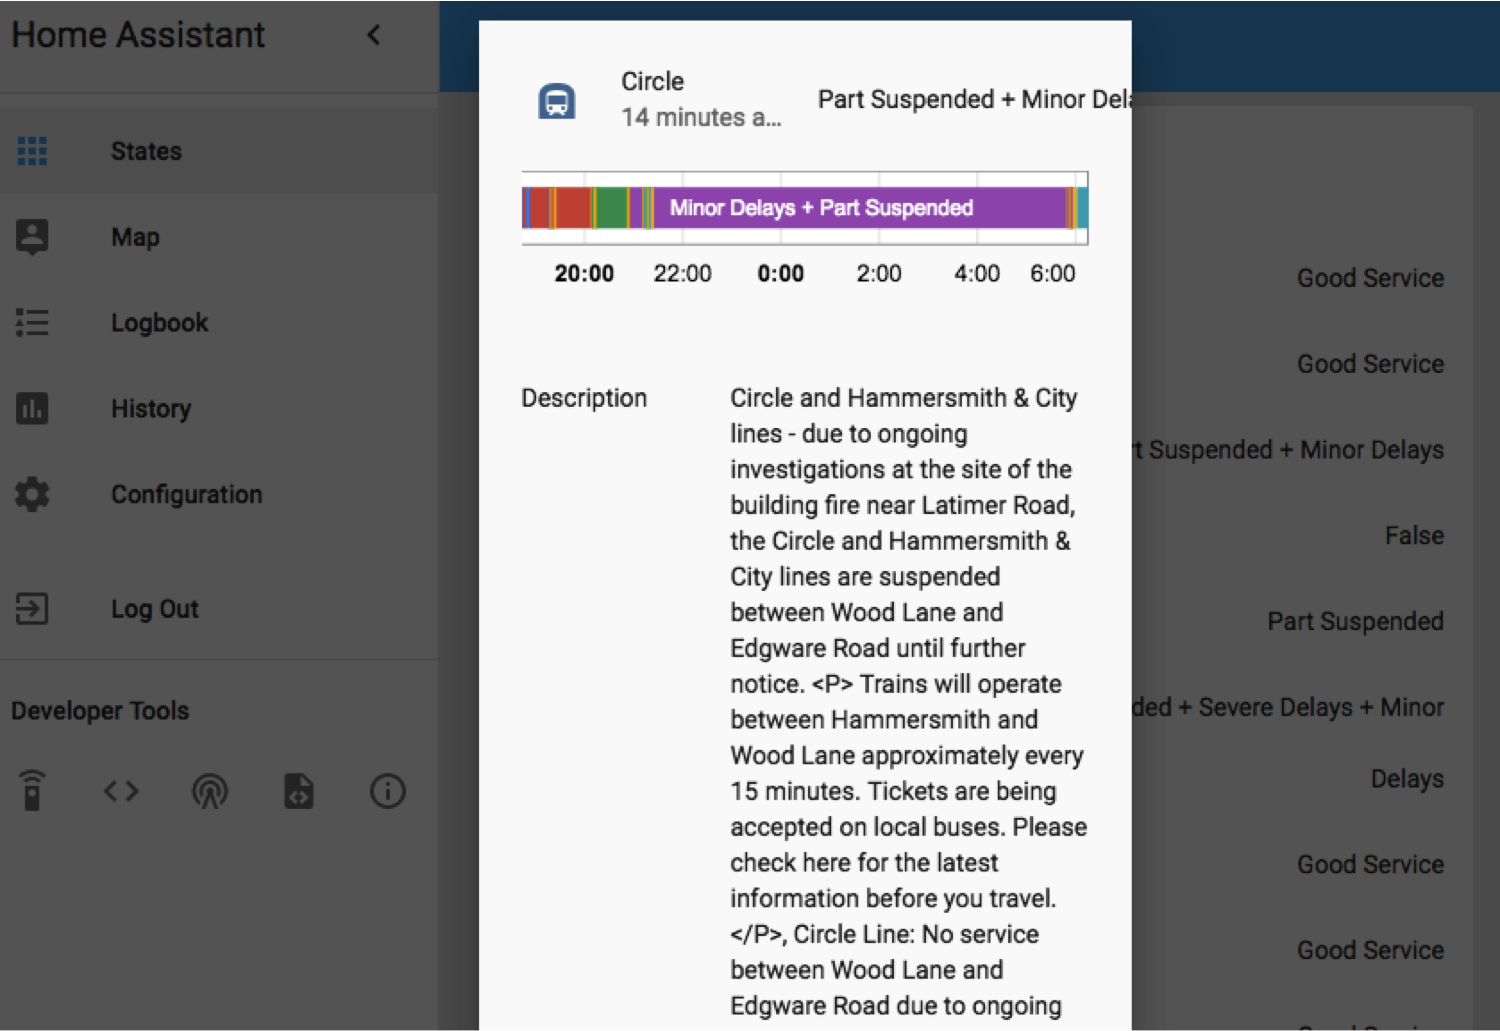 Home Assistant
States
Map
Logbook
History
Configuration
Log Out
Developer Tools
Circle
14 minutes a...
Part Suspended + Minor Dela
Minor Delays + Part Suspended
20:00 22:00 0:00 2:00 4:00 6:00
Description
Circle and Hammersmith & City
lines - due to ongoing
investigations at the site of the
building fire near Latimer Road,
the Circle and Hammersmith &
City lines are suspended
between Wood Lane and
Edgware Road until further
notice. <P> Trains will operate
between Hammersmith and
Wood Lane approximately every
15 minutes. Tickets are being
accepted on local buses. Please
check here for the latest
information before you travel.
</P>, Circle Line: No service
between Wood Lane and
Edgware Road due to ongoing
Good Service
Good Service
rt Suspended + Minor Delays
False
Part Suspended
ded + Severe Delays + Minor
Delays
Good Service
Good Service